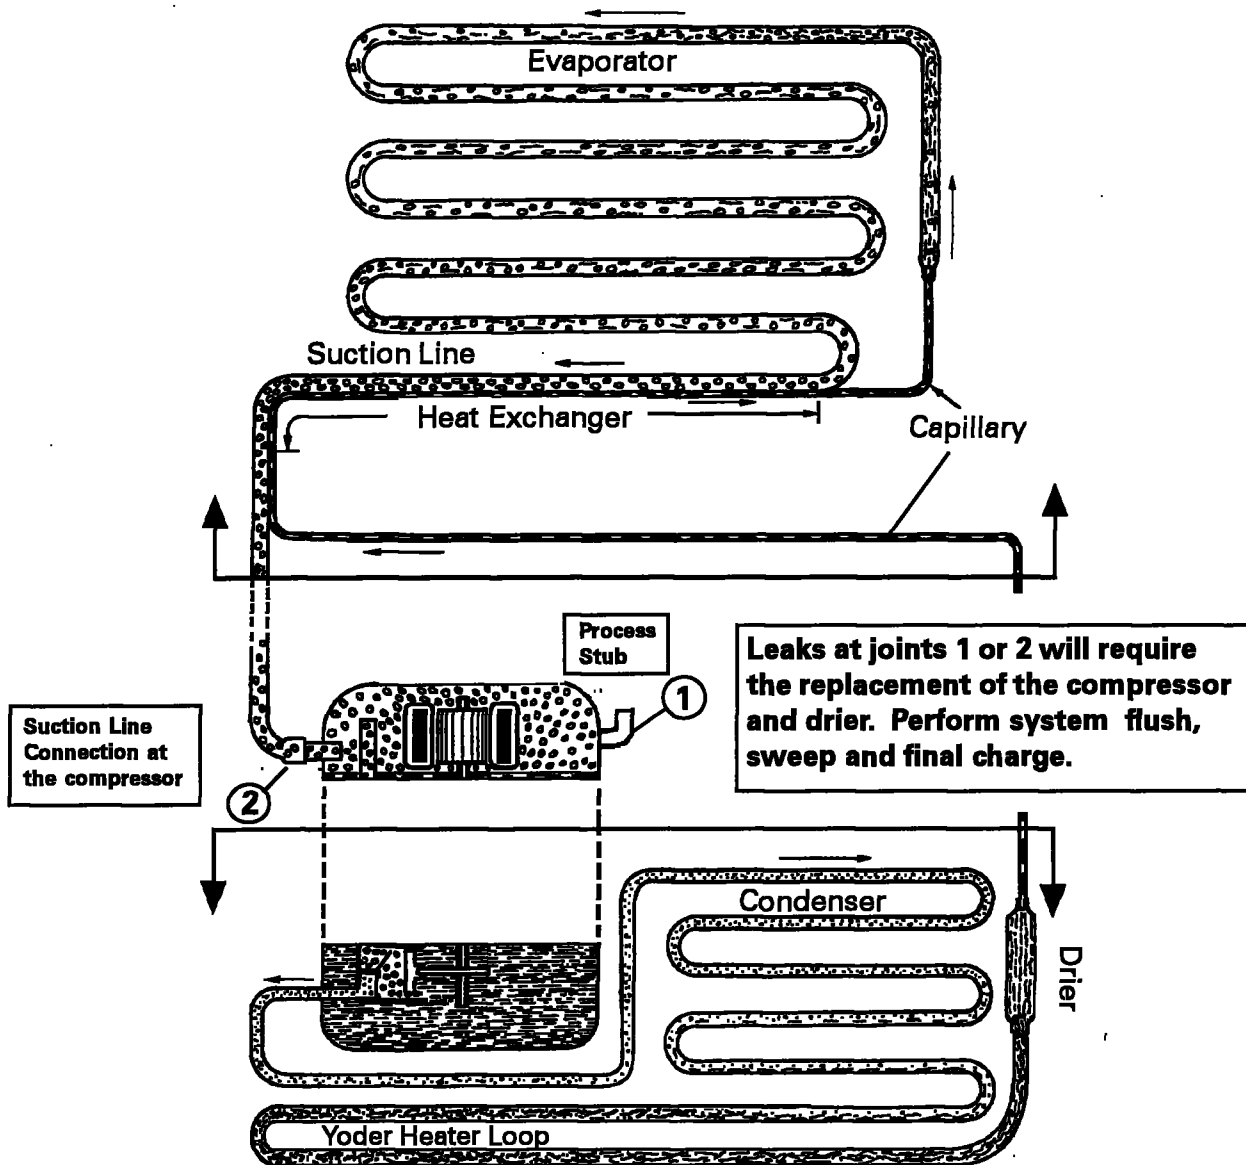 Evaporator
Suction Line
Heat Exchanger
Capillary
Process
Stub
1
Leaks at joints 1 or 2 will require
the replacement of the compressor
and drier. Perform system flush,
sweep and final charge.
Suction Line
Connection at
the compressor
2
Condenser
Drier
Yoder Heater Loop